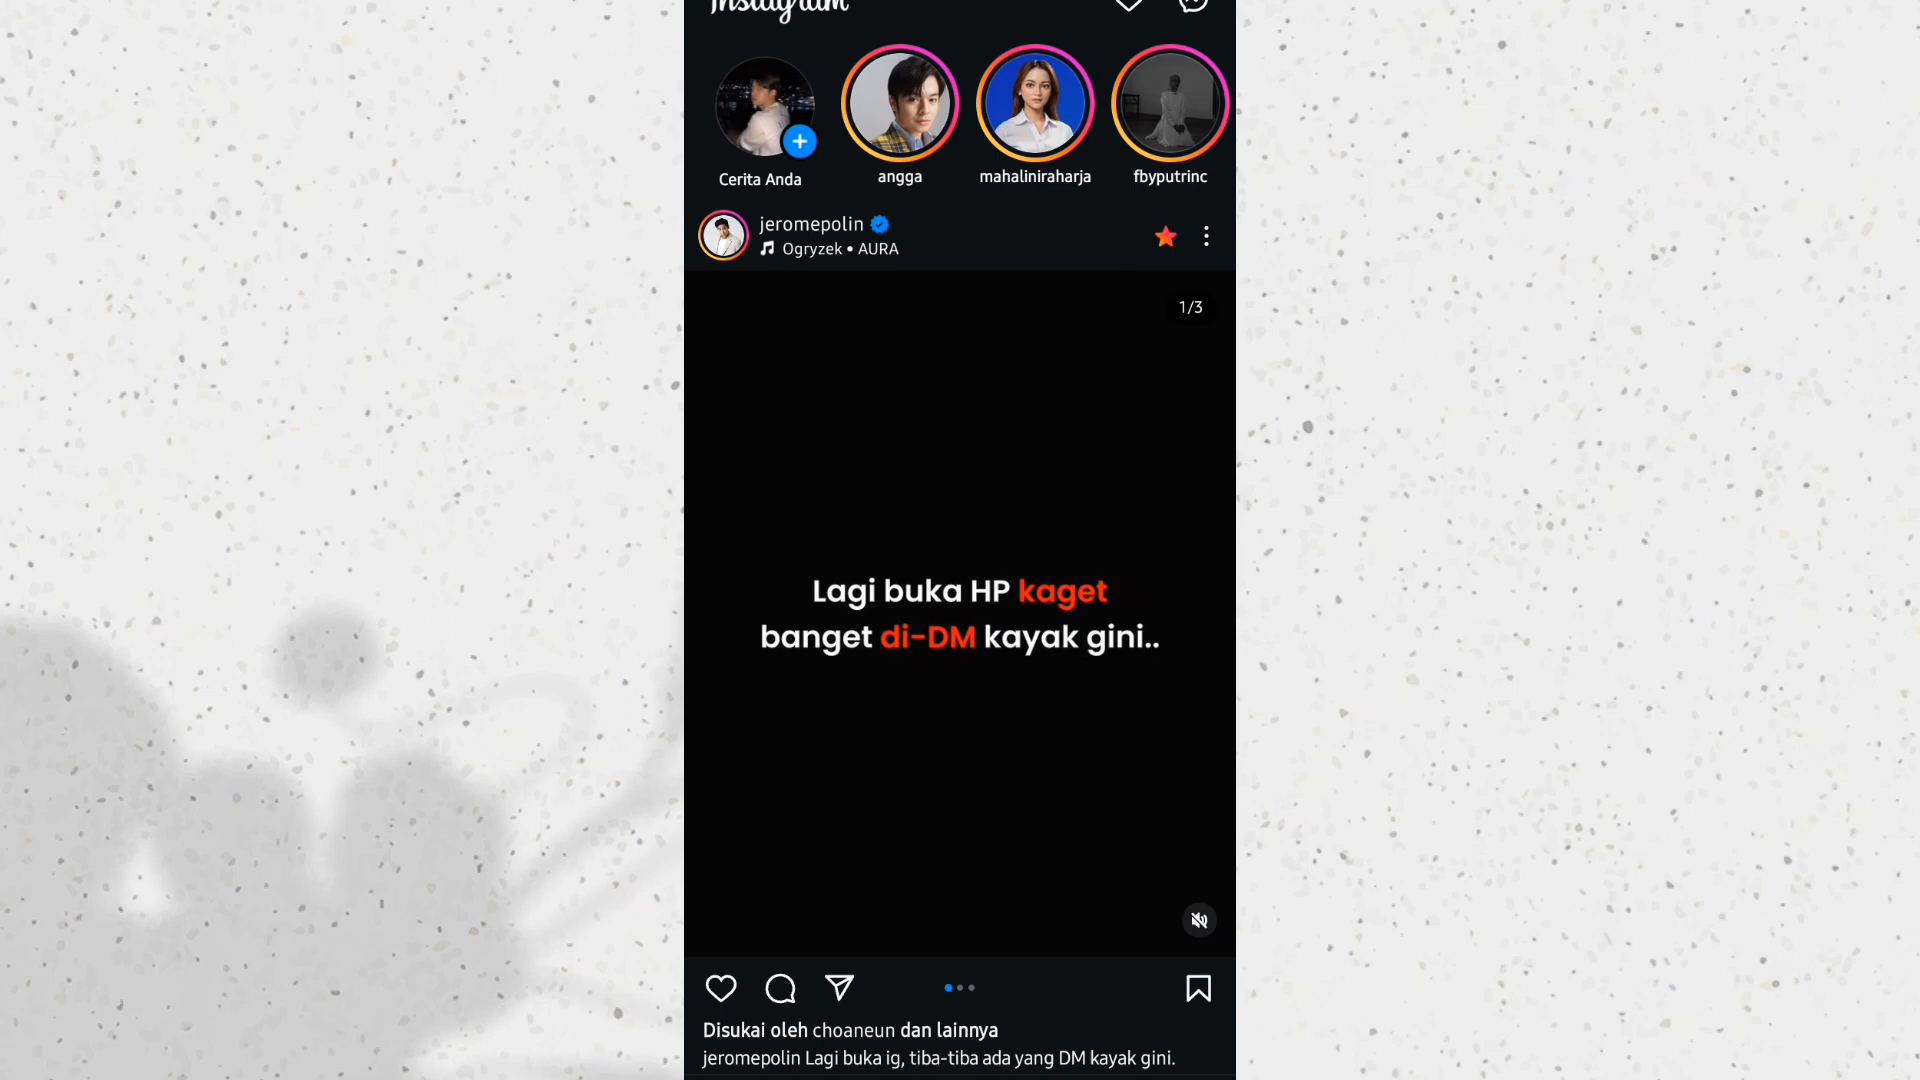 Instagram
Cerita Anda
angga
mahaliniraharja
fbyputrinc
jeromepolin
Ogryzek • AURA
1/3
Lagi buka HP kaget
banget di-DM kayak gini..
Disukai oleh choaneun dan lainnya
jeromepolin Lagi buka ig, tiba-tiba ada yang DM kayak gini.